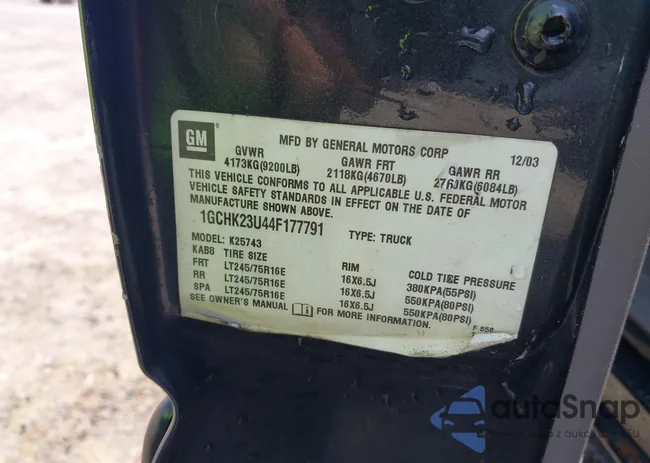 GM
MFD BY GENERAL MOTORS CORP 12/03
GVWR GAWR FRT GAWR RR
4173KG(9200LB) 2118KG(4670LB) (6084LB)
THIS VEHICLE CONFORMS TO ALL APPLICABLE U.S. FEDERAL MOTOR
VEHICLE SAFETY STANDARDS IN EFFECT ON THE DATE OF
MANUFACTURE SHOWN ABOVE.
1GCHK23U44F177791 TYPE: TRUCK
MODEL: K25743
KAB8 TIRE SIZE RIM COLD TIRE PRESSURE
FRT LT245/75R16E 16X6.5J 380KPA(55PSI)
RR LT245/75R16E 16X6.5J 550KPA(80PSI)
SPA LT245/75R16E 16X6.5J 550KPA(80PSI)
SEE OWNER'S MANUAL FOR MORE INFORMATION.
autoSnap